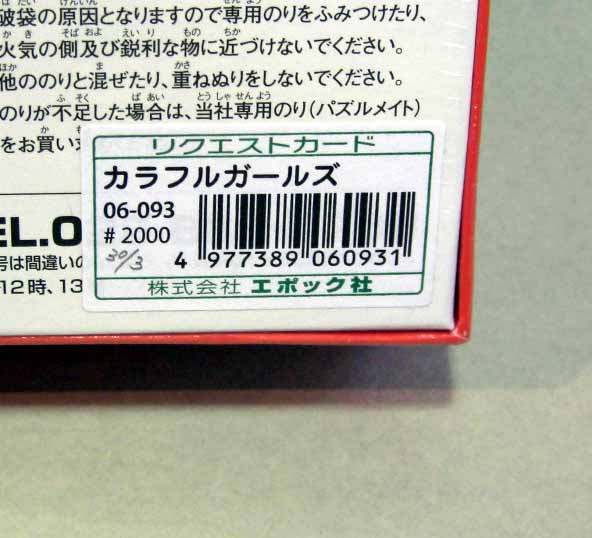 破袋の原因となりますので専用のりをふみつけたり、
火気の側及び鋭利な物に近づけないでください。
他ののりと混ぜたり、重ねぬりをしないでください。
のりが不足した場合は、当社専用のり(パズルメイト)
をお買い
リクエストカード
カラフルガールズ
06-093
#2000
30/3
4 977389 060931
株式会社 エポック社
EL.0
号は間違いの
12時、13